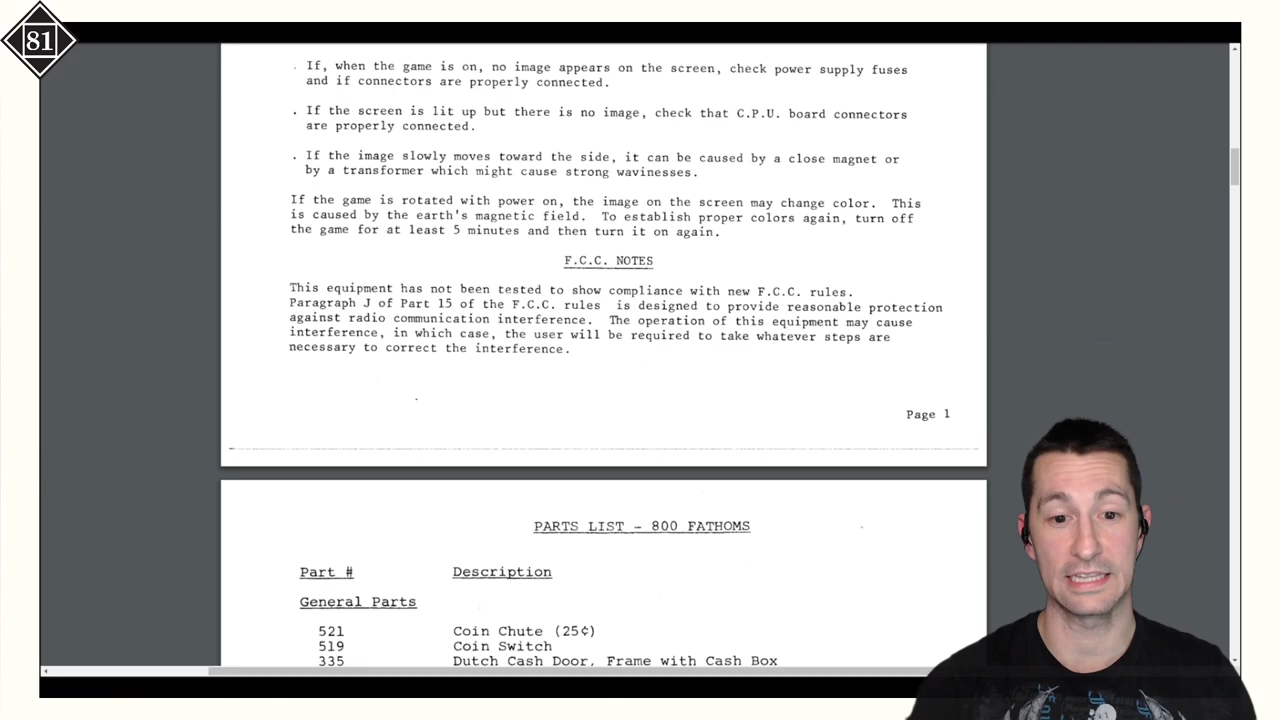 81
. If, when the game is on, no image appears on the screen, check power supply fuses
and if connectors are properly connected.
. If the screen is lit up but there is no image, check that C.P.U. board connectors
are properly connected.
. If the image slowly moves toward the side, it can be caused by a close magnet or
by a transformer which might cause strong wavinesses.
If the game is rotated with power on, the image on the screen may change color. This
is caused by the earth's magnetic field. To establish proper colors again, turn off
the game for at least 5 minutes and then turn it on again.
F.C.C. NOTES
This equipment has not been tested to show compliance with new F.C.C. rules.
Paragraph J of Part 15 of the F.C.C. rules is designed to provide reasonable protection
against radio communication interference. The operation of this equipment may cause
interference, in which case, the user will be required to take whatever steps are
necessary to correct the interference.
Page 1
PARTS LIST - 800 FATHOMS
Part # Description
General Parts
521 Coin Chute (25¢)
519 Coin Switch
335 Dutch Cash Door, Frame with Cash Box